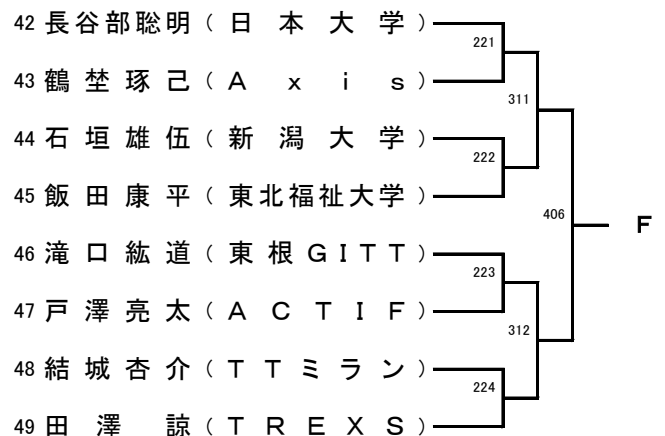 42 長谷部聡明 ( 日 本 大 学 )
221
43 鶴 埜 琢 己 ( A x i s )
311
44 石 垣 雄 伍 ( 新 潟 大 学 )
222
45 飯 田 康 平 ( 東北福祉大学 )
406 F
46 滝 口 紘 道 ( 東 根 G I T T )
223
47 戸 澤 亮 太 ( A C T I F )
312
48 結 城 杏 介 ( T T ミ ラ ン )
224
49 田 澤 諒 ( T R E X S )